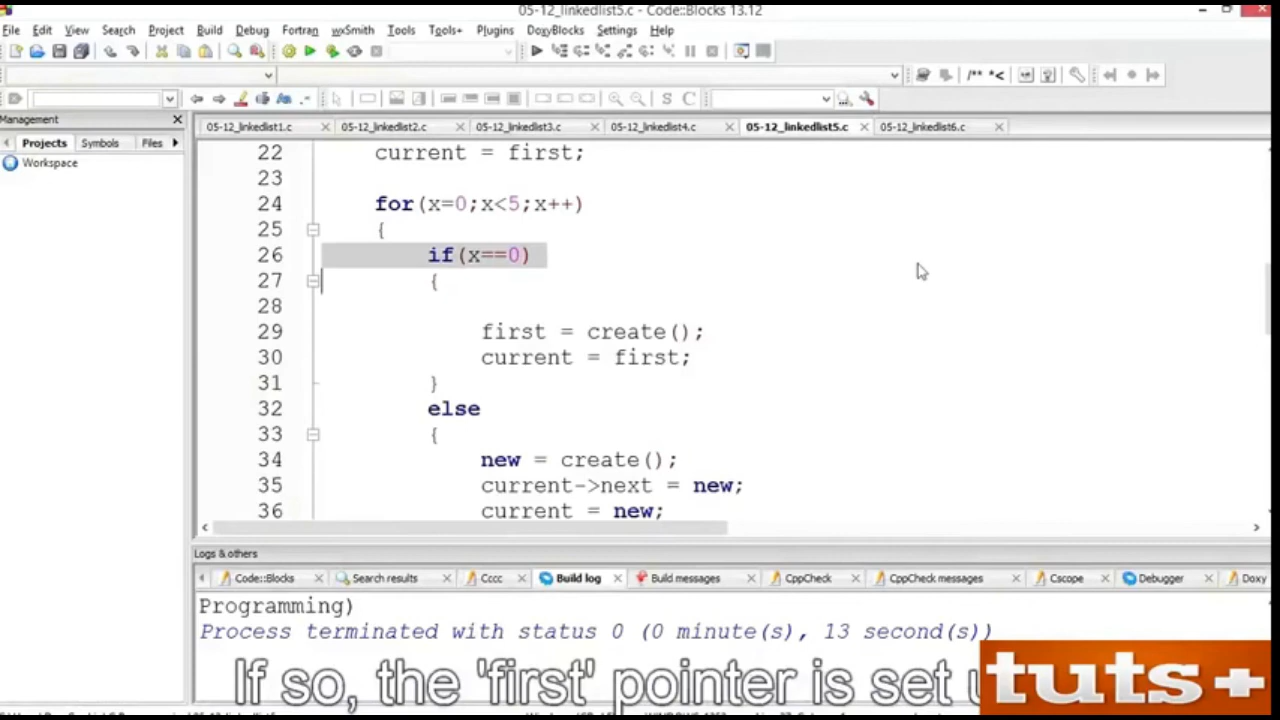 05-12_linkedlist5.c - Code::Blocks 13.12
File Edit View Search Project Build Debug Fortran wxSmith Tools Tools+ Plugins DoxyBlocks Settings Help
/** *<
S C
Management
Projects Symbols Files
Workspace
05-12_linkedlist1.c 05-12_linkedlist2.c 05-12_linkedlist3.c 05-12_linkedlist4.c 05-12_linkedlist5.c 05-12_linkedlist6.c
22 current = first;
23
24 for(x=0;x<5;x++)
25 {
26 if(x==0)
27 {
28
29 first = create();
30 current = first;
31 }
32 else
33 {
34 new = create();
35 current->next = new;
36 current = new;
Logs & others
Code::Blocks Search results Cccc Build log Build messages CppCheck CppCheck messages Cscope Debugger Doxy
Programming)
Process terminated with status 0 (0 minute(s), 13 second(s))
If so, the 'first' pointer is set
tuts+